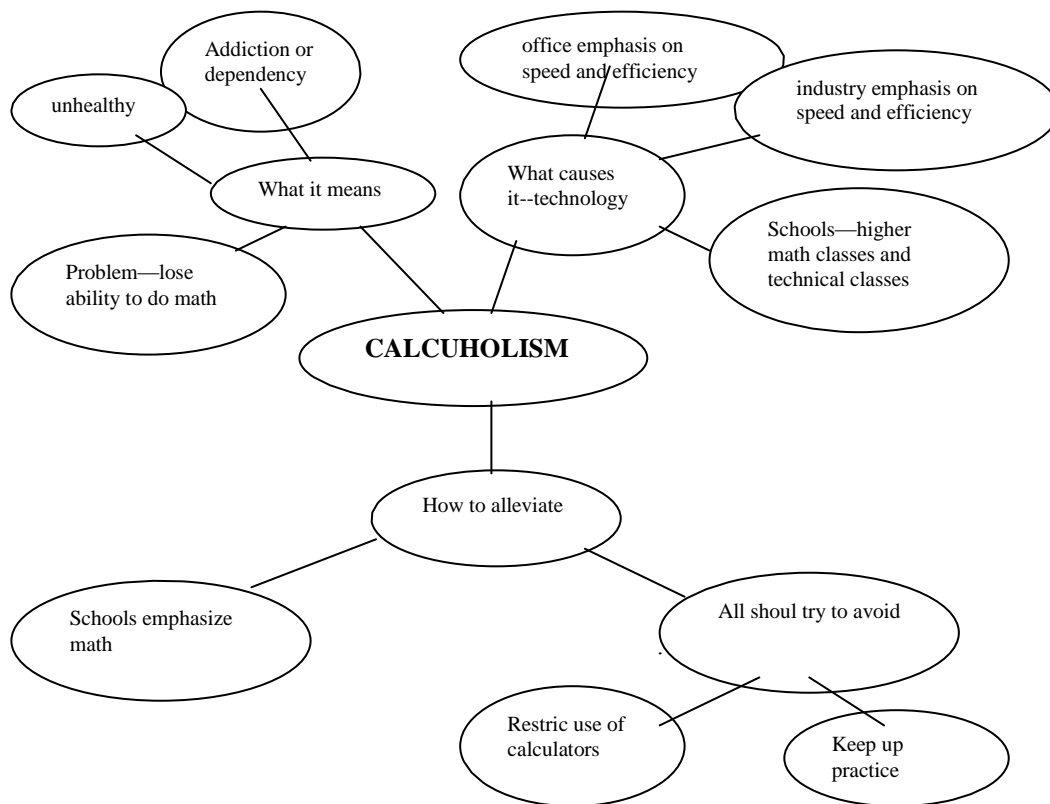 Addiction or
dependency
unhealthy
What it means
Problem—lose
ability to do math
office emphasis on
speed and efficiency
industry emphasis on
speed and efficiency
What causes
it--technology
Schools—higher
math classes and
technical classes
CALCUHOLISM
How to alleviate
Schools emphasize
math
All shoul try to avoid
.
Restric use of
calculators
Keep up
practice